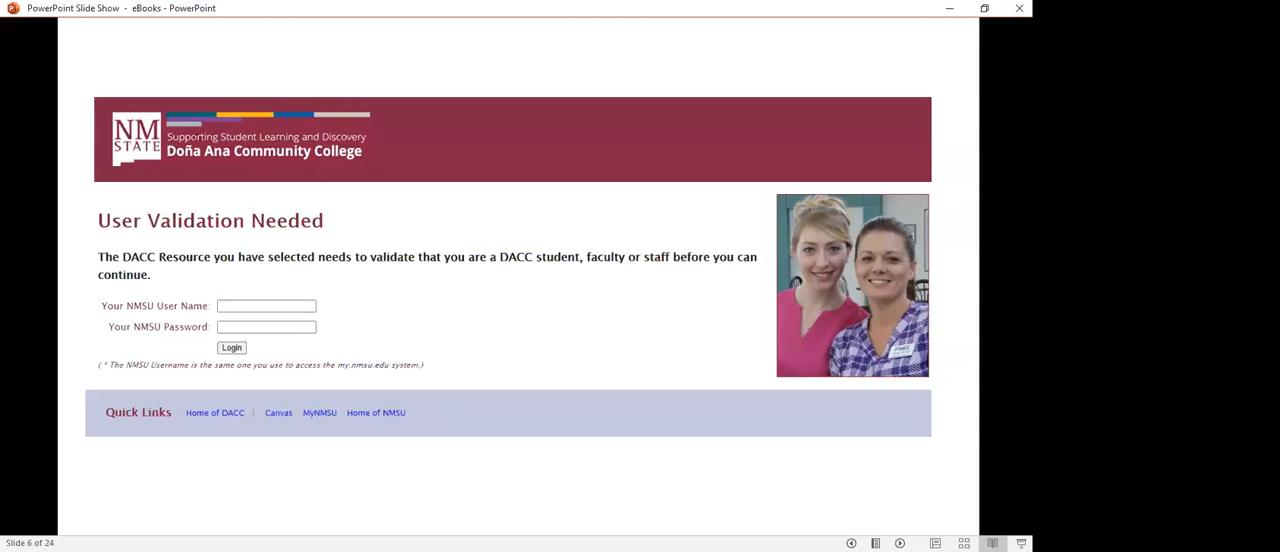 PowerPoint Slide Show - eBooks - PowerPoint
NM
STATE
Supporting Student Learning and Discovery
Doña Ana Community College
User Validation Needed
The DACC Resource you have selected needs to validate that you are a DACC student, faculty or staff before you can
continue.
Your NMSU User Name:
Your NMSU Password:
Login
( * The NMSU Username is the same one you use to access the my.nmsu.edu system.)
Quick Links Home of DACC | Canvas MyNMSU Home of NMSU
Slide 6 of 24